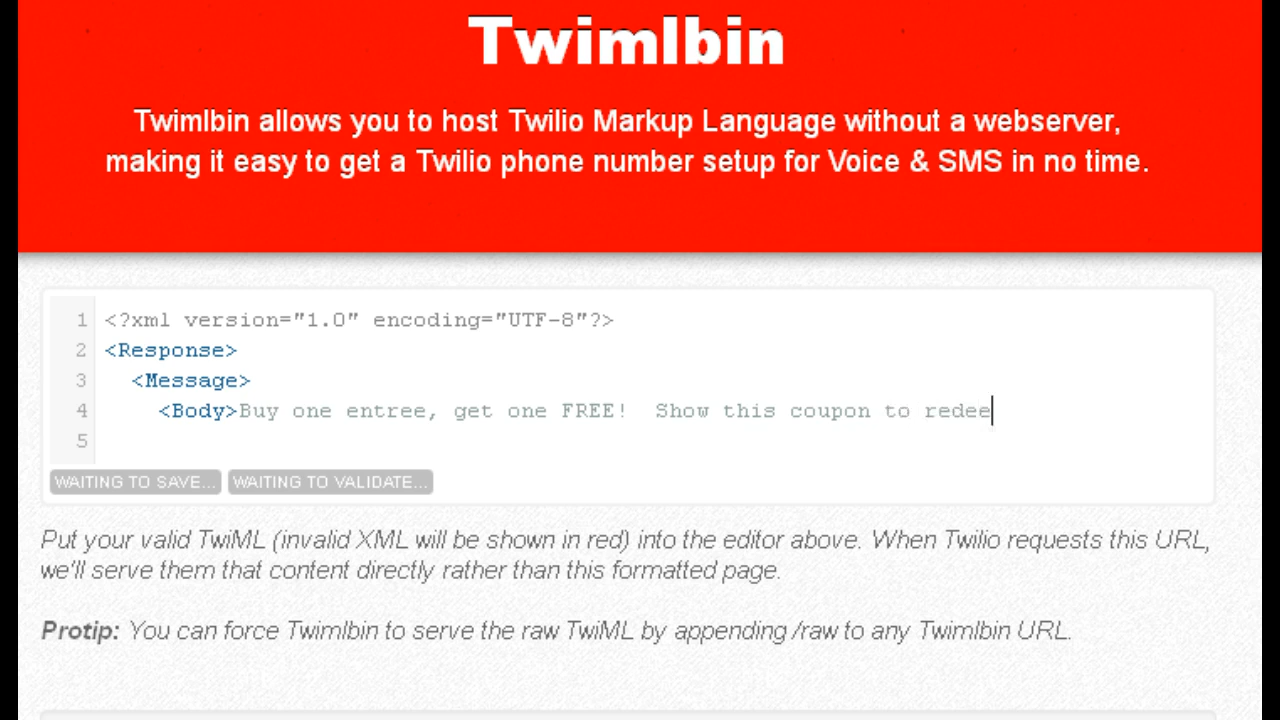 Twimlbin
Twimlbin allows you to host Twilio Markup Language without a webserver,
making it easy to get a Twilio phone number setup for Voice & SMS in no time.
1 <?xml version="1.0" encoding="UTF-8"?>
2 <Response>
3 <Message>
4 <Body>Buy one entree, get one FREE!  Show this coupon to redee
5
WAITING TO SAVE... WAITING TO VALIDATE...
Put your valid TwiML (invalid XML will be shown in red) into the editor above. When Twilio requests this URL,
we'll serve them that content directly rather than this formatted page.
Protip: You can force Twimlbin to serve the raw TwiML by appending /raw to any Twimlbin URL.